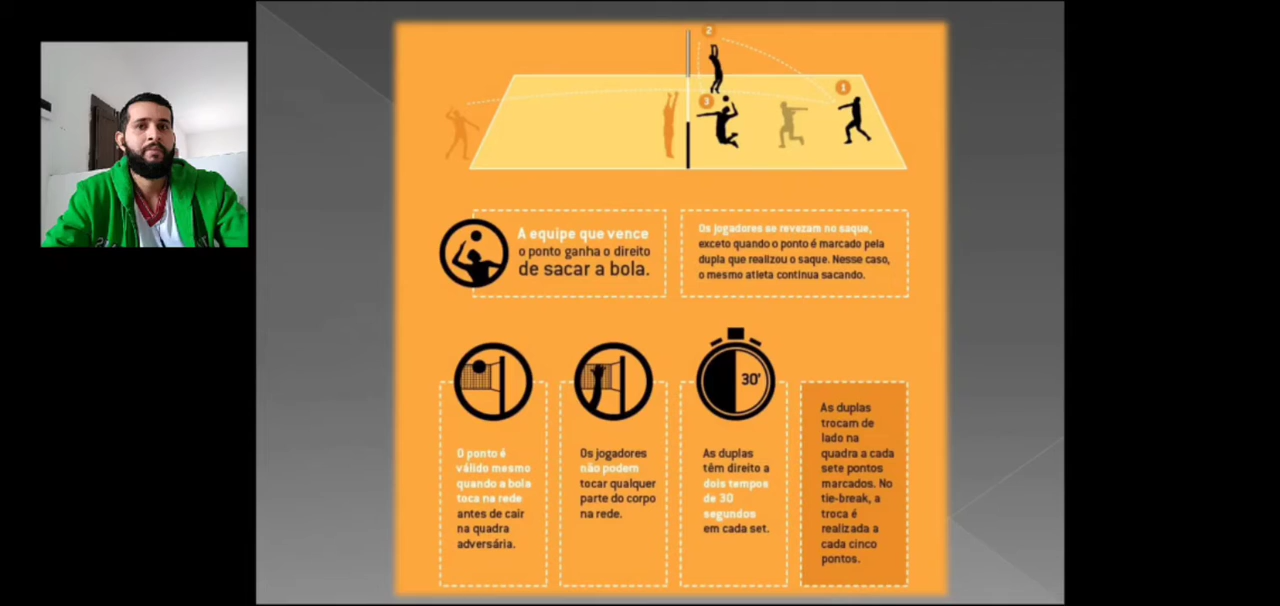 2
1
3
A equipe que vence
o ponto ganha o direito
de sacar a bola.
Os jogadores se revezam no saque,
exceto quando o ponto é marcado pela
dupla que realizou o saque. Nesse caso,
o mesmo atleta continua sacando.
30'
O ponto é
válido mesmo
quando a bola
toca na rede
antes de cair
na quadra
adversária.
Os jogadores
não podem
tocar qualquer
parte do corpo
na rede.
As duplas
têm direito a
dois tempos
de 30
segundos
em cada set.
As duplas
trocam de
lado na
quadra a cada
sete pontos
marcados. No
tie-break, a
troca é
realizada a
cada cinco
pontos.